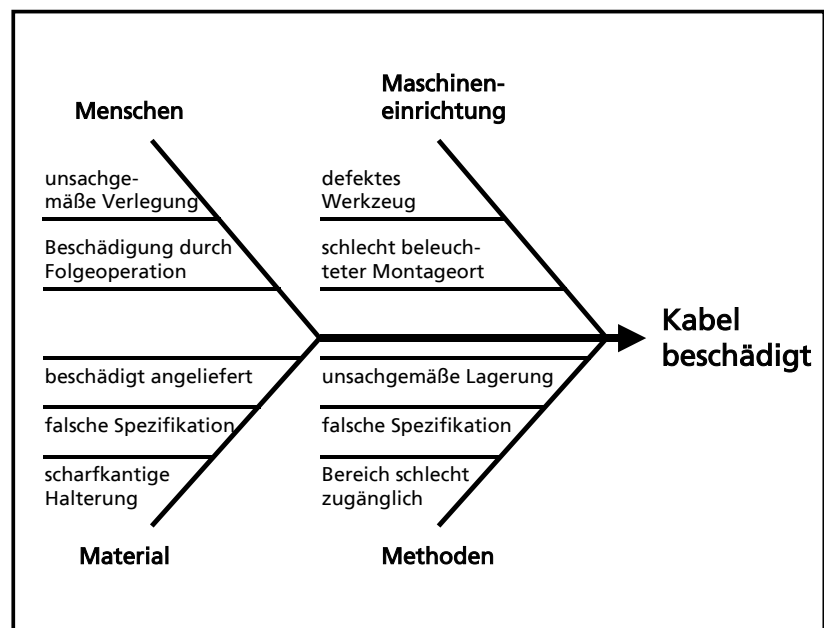 Menschen
Maschinen-
einrichtung
unsachge-
mäße Verlegung
Beschädigung durch
Folgeoperation
defektes
Werkzeug
schlecht beleuch-
teter Montageort
Kabel
beschädigt
beschädigt angeliefert
falsche Spezifikation
scharfkantige
Halterung
unsachgemäße Lagerung
falsche Spezifikation
Bereich schlecht
zugänglich
Material
Methoden